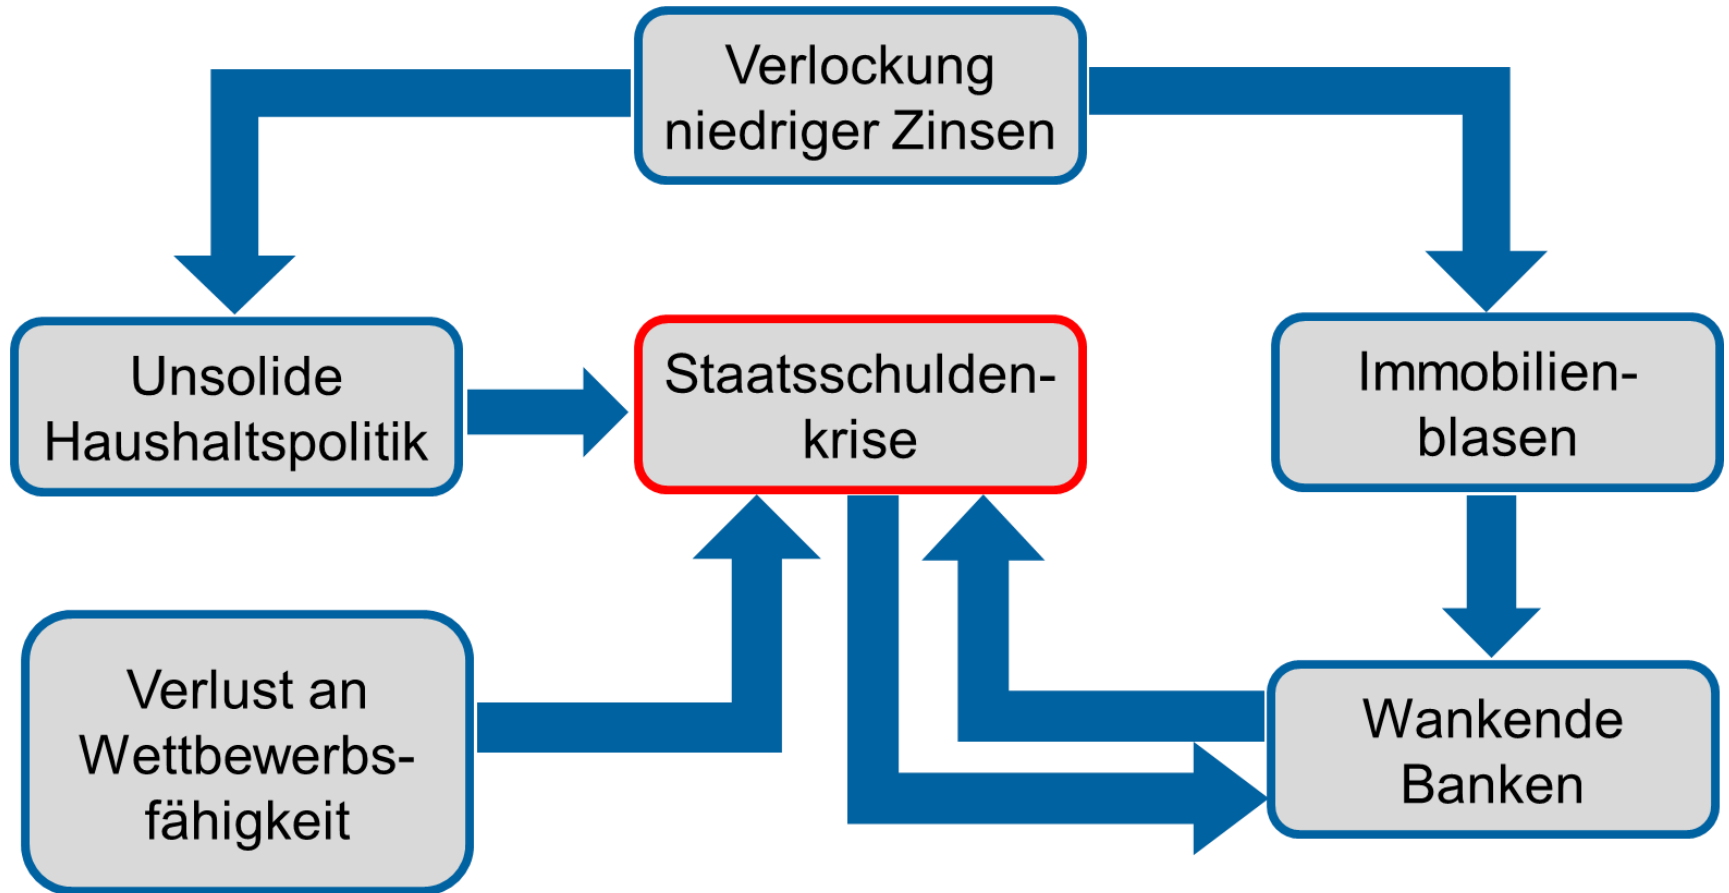 Verlockung
niedriger Zinsen
Unsolide
Haushaltspolitik
Staatsschulden-
krise
Immobilien-
blasen
Verlust an
Wettbewerbs-
fähigkeit
Wankende
Banken